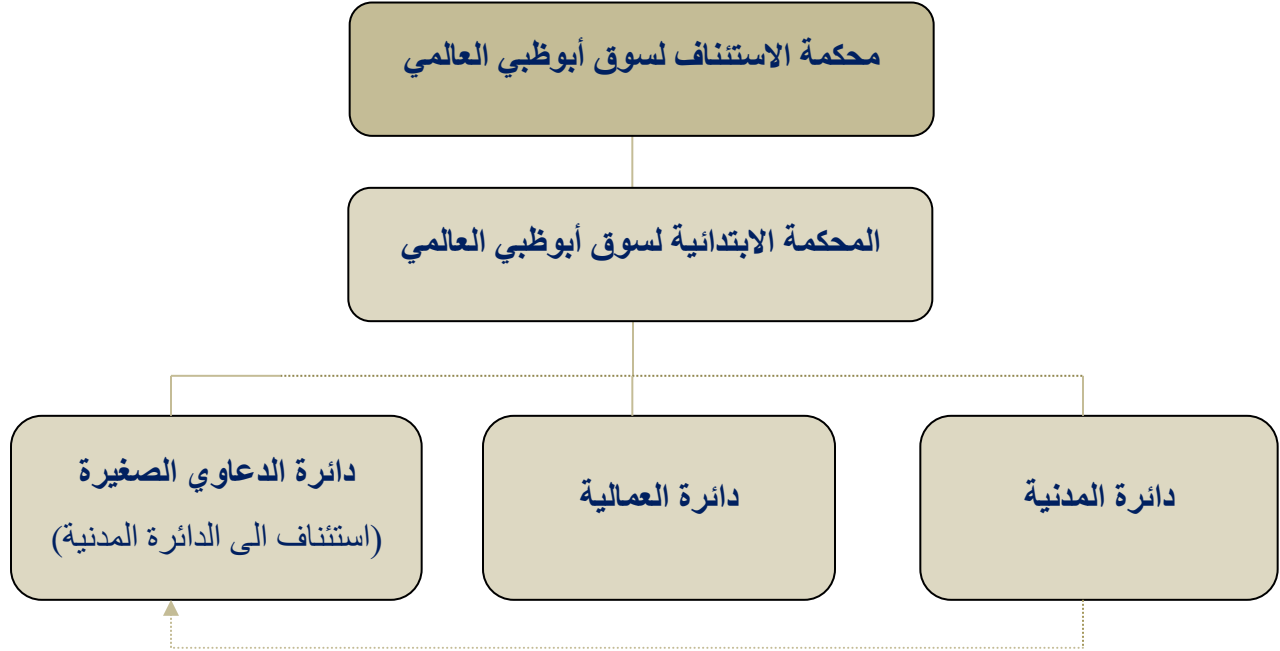 محكمة الاستئناف لسوق أبوظبي العالمي
المحكمة الابتدائية لسوق أبوظبي العالمي
دائرة المدنية
دائرة العمالية
دائرة الدعاوي الصغيرة
(استئناف الى الدائرة المدنية)